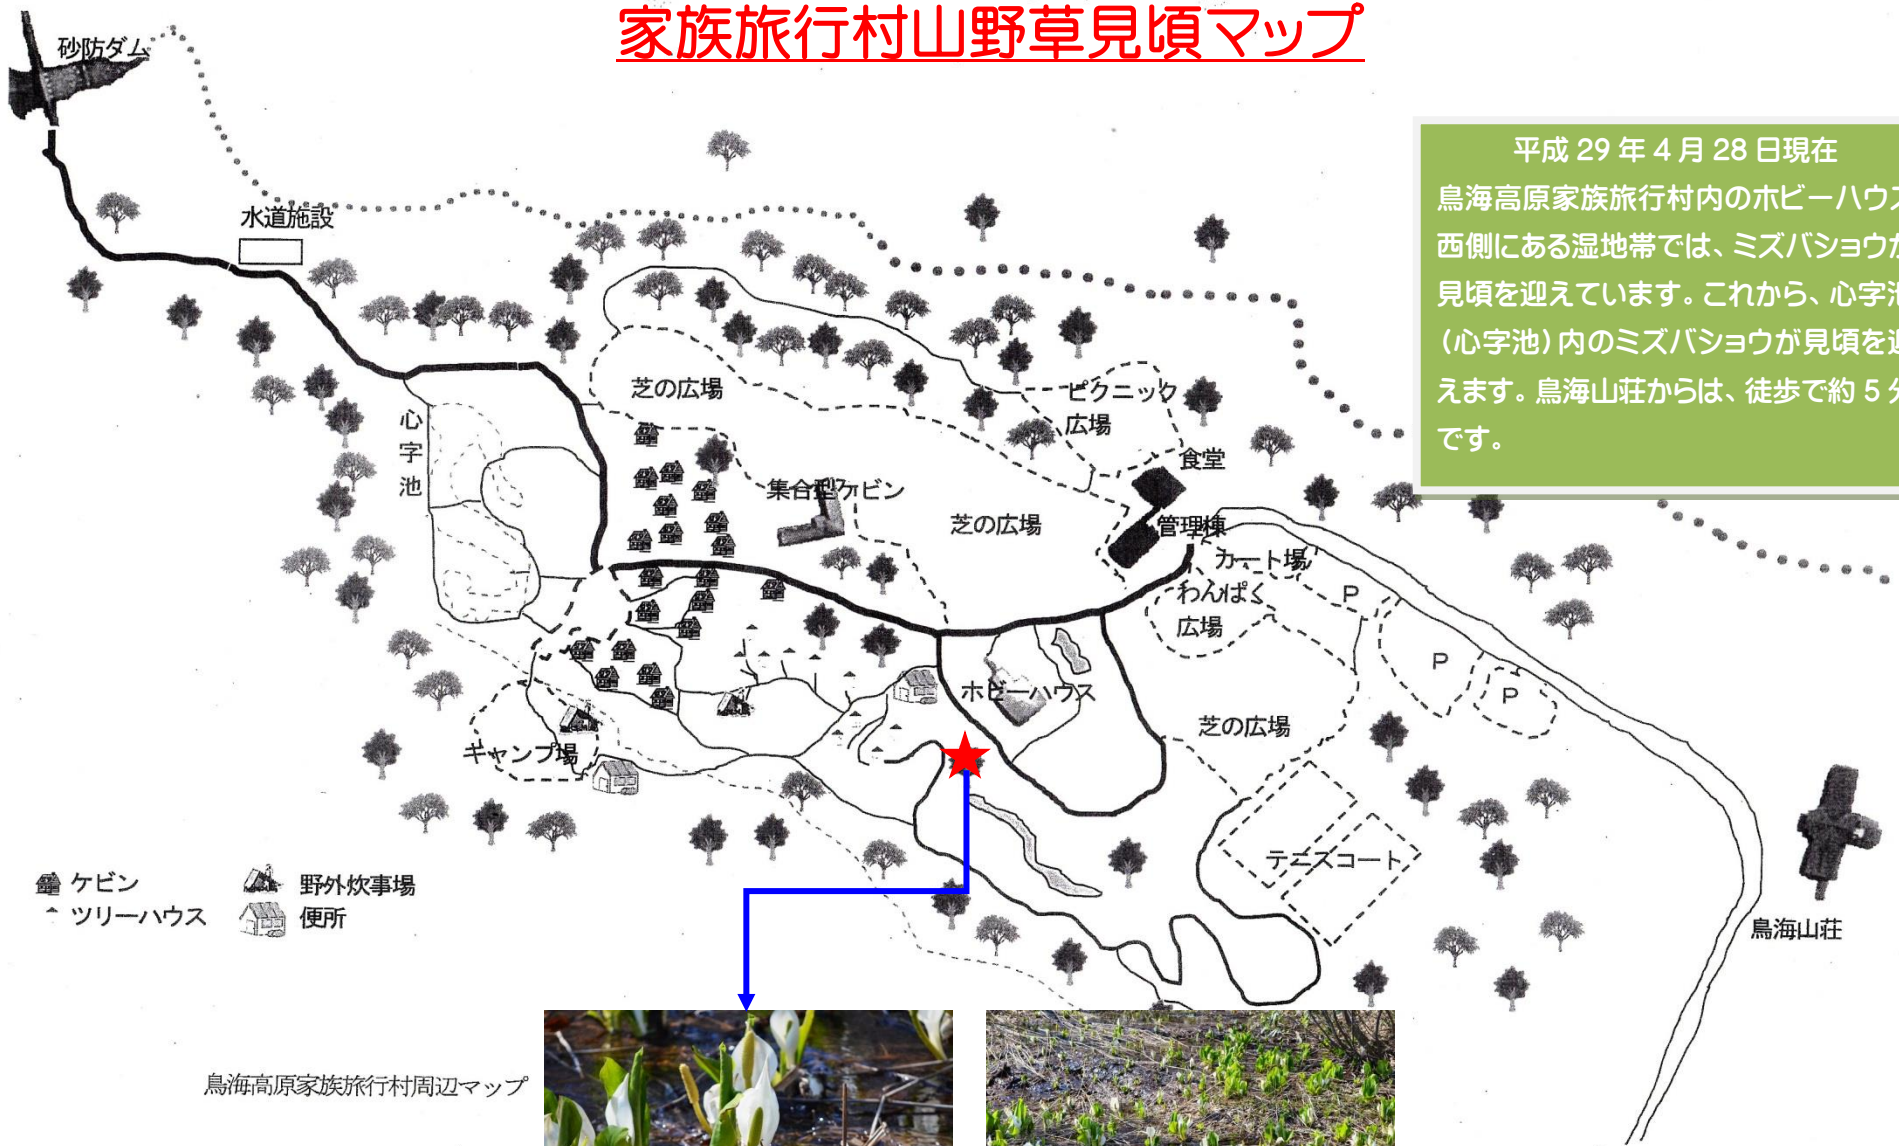 家族旅行村山野草見頃マップ
砂防ダム
平成 29 年 4 月 28 日現在
鳥海高原家族旅行村内のホビーハウス
西側にある湿地帯では、ミズバショウが
見頃を迎えています。これから、心字池
（心字池）内のミズバショウが見頃を迎
えます。鳥海山荘からは、徒歩で約 5 分
です。
水道施設
芝の広場
ピクニック
広場
心字池
食堂
集合型ケビン
芝の広場
管理棟
カート場
わんぱく
広場
P
P
P
ホビーハウス
芝の広場
キャンプ場
テニスコート
ケビン
野外炊事場
ツリーハウス
便所
鳥海山荘
鳥海高原家族旅行村周辺マップ